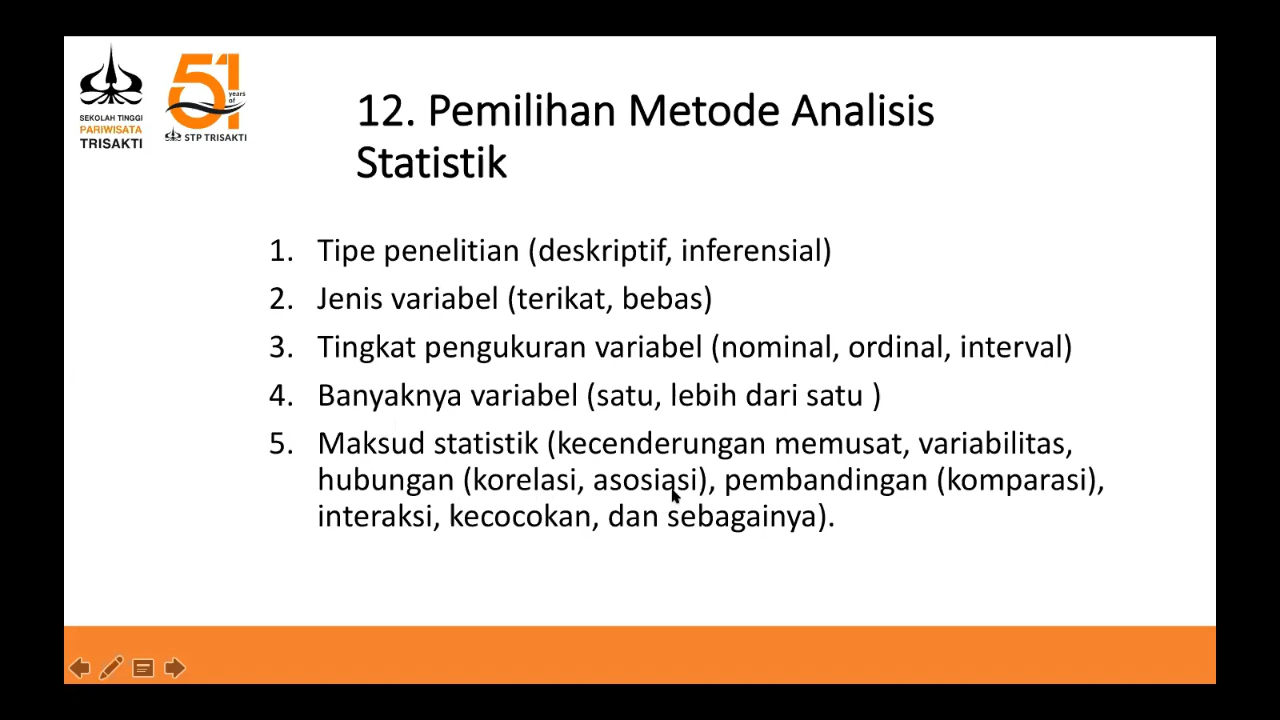 SEKOLAH TINGGI
PARIWISATA
TRISAKTI
51
years
of
STP TRISAKTI
12. Pemilihan Metode Analisis
Statistik
1. Tipe penelitian (deskriptif, inferensial)
2. Jenis variabel (terikat, bebas)
3. Tingkat pengukuran variabel (nominal, ordinal, interval)
4. Banyaknya variabel (satu, lebih dari satu )
5. Maksud statistik (kecenderungan memusat, variabilitas,
hubungan (korelasi, asosiasi), pembandingan (komparasi),
interaksi, kecocokan, dan sebagainya).